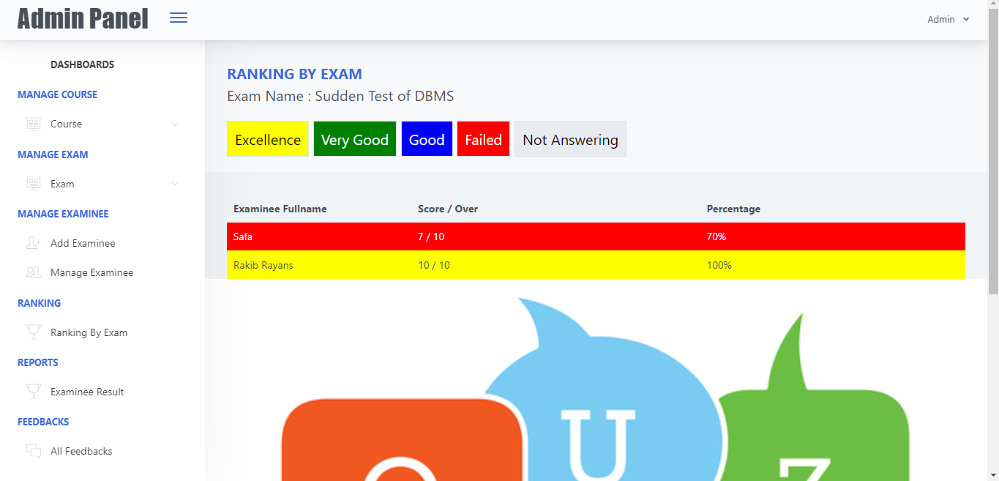 Admin Panel
Admin
DASHBOARDS
MANAGE COURSE
Course
MANAGE EXAM
Exam
MANAGE EXAMINEE
Add Examinee
Manage Examinee
RANKING
Ranking By Exam
REPORTS
Examinee Result
FEEDBACKS
All Feedbacks
RANKING BY EXAM
Exam Name : Sudden Test of DBMS
Excellence Very Good Good Failed Not Answering
Examinee Fullname Score / Over Percentage
Safa 7 / 10 70%
Rakib Rayans 10 / 10 100%
Q U Z